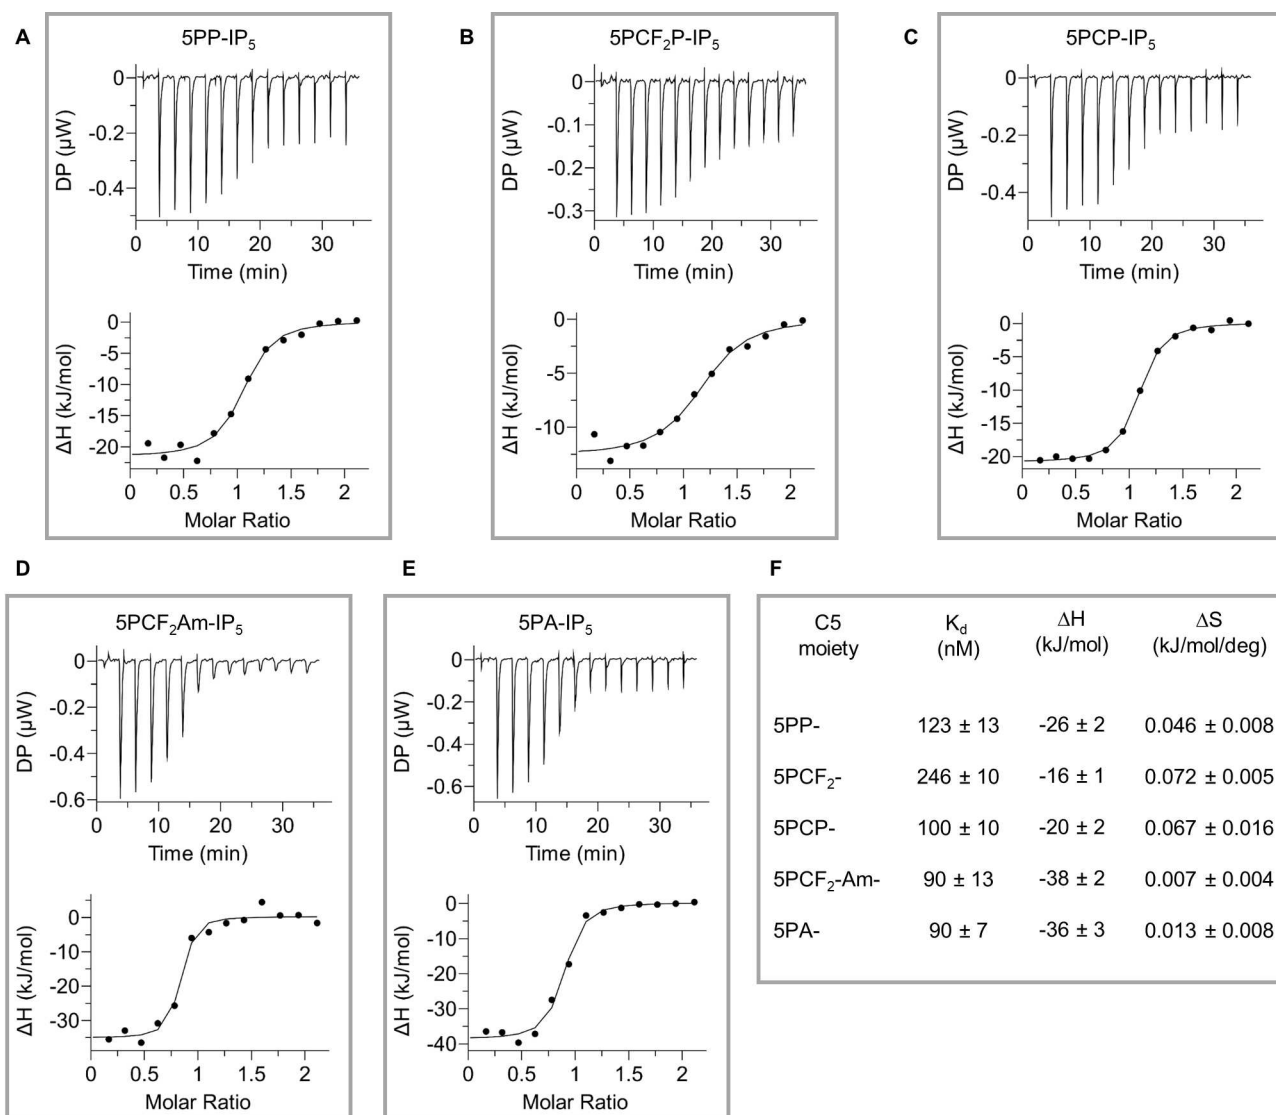 A
5PP-IP₅
0
-0.2
-0.4
DP (µW)
0 10 20 30
Time (min)
0
-5
-10
-15
-20
ΔH (kJ/mol)
0 0.5 1 1.5 2
Molar Ratio
B
5PCF₂P-IP₅
0
-0.1
-0.2
-0.3
DP (µW)
0 10 20 30
Time (min)
0
-5
-10
ΔH (kJ/mol)
0 0.5 1 1.5 2
Molar Ratio
C
5PCP-IP₅
0
-0.2
-0.4
DP (µW)
0 10 20 30
Time (min)
0
-5
-10
-15
-20
ΔH (kJ/mol)
0 0.5 1 1.5 2
Molar Ratio
D
5PCF₂Am-IP₅
0
-0.2
-0.4
-0.6
DP (µW)
0 10 20 30
Time (min)
0
-10
-20
-30
ΔH (kJ/mol)
0 0.5 1 1.5 2
Molar Ratio
E
5PA-IP₅
0
-0.2
-0.4
-0.6
DP (µW)
0 10 20 30
Time (min)
0
-10
-20
-30
-40
ΔH (kJ/mol)
0 0.5 1 1.5 2
Molar Ratio
F
C5 K_d ΔH ΔS
moiety (nM) (kJ/mol) (kJ/mol/deg)
5PP- 123 ± 13 -26 ± 2 0.046 ± 0.008
5PCF₂- 246 ± 10 -16 ± 1 0.072 ± 0.005
5PCP- 100 ± 10 -20 ± 2 0.067 ± 0.016
5PCF₂-Am- 90 ± 13 -38 ± 2 0.007 ± 0.004
5PA- 90 ± 7 -36 ± 3 0.013 ± 0.008